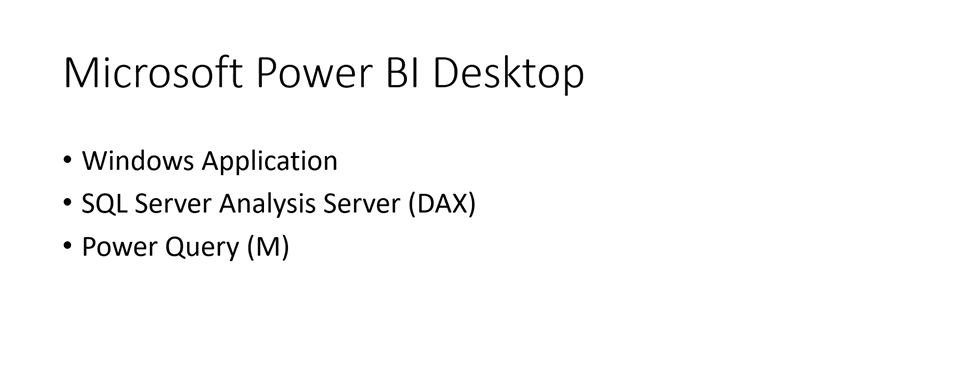 Microsoft Power BI Desktop
• Windows Application
• SQL Server Analysis Server (DAX)
• Power Query (M)